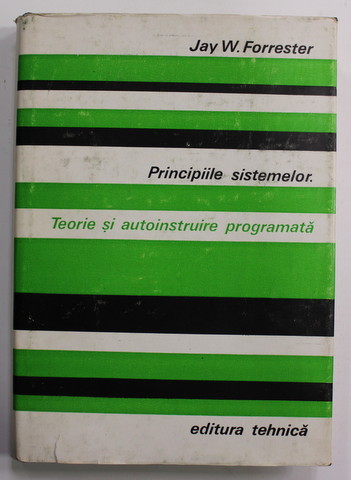 Jay W. Forrester
Principiile sistemelor.
Teorie și autoinstruire programată
editura tehnică